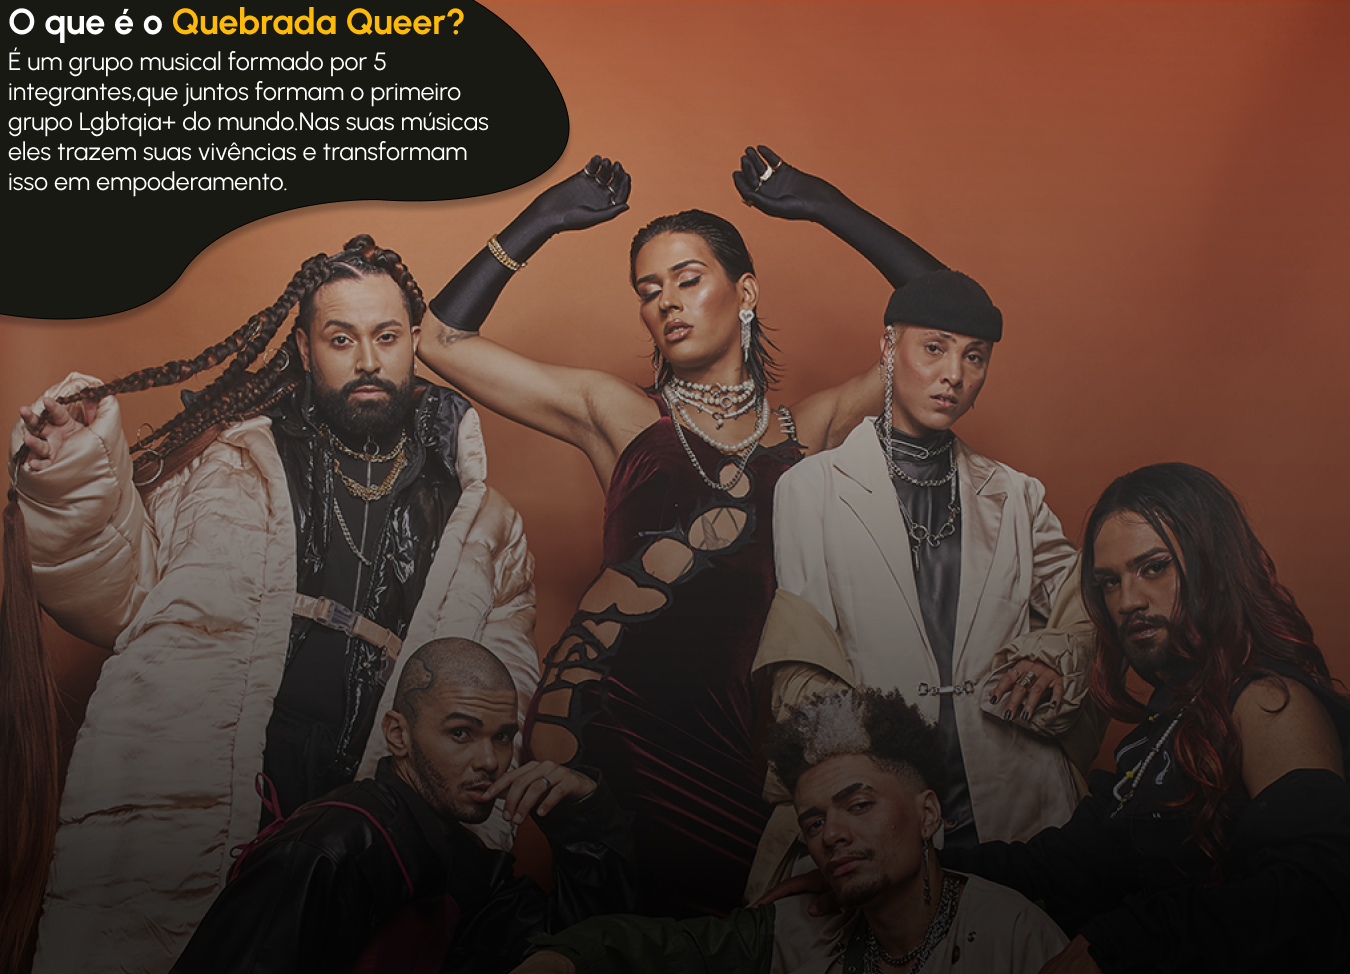 O que é o Quebrada Queer?
É um grupo musical formado por 5
integrantes,que juntos formam o primeiro
grupo Lgbtqia+ do mundo.Nas suas músicas
eles trazem suas vivências e transformam
isso em empoderamento.